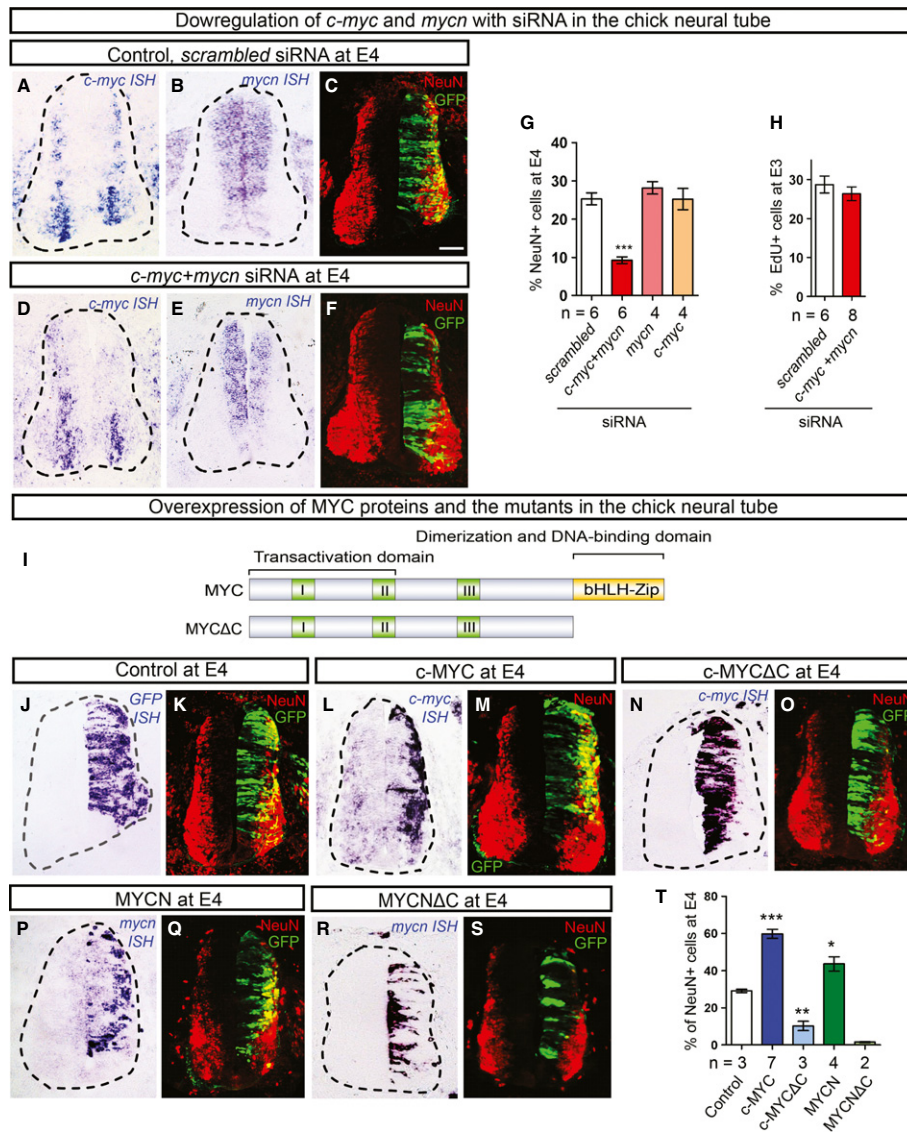 Dowregulation of c-myc and mycn with siRNA in the chick neural tube
Control, scrambled siRNA at E4
A
c-myc ISH
B
mycn ISH
C
NeuN
GFP
c-myc+mycn siRNA at E4
D
c-myc ISH
E
mycn ISH
F
NeuN
GFP
G
% NeuN+ cells at E4
50
40
30
20
10
0
***
n = 6 6 4 4
scrambled
c-myc+mycn
mycn
c-myc
siRNA
H
% EdU+ cells at E3
30
20
10
0
n = 6 8
scrambled
c-myc +mycn
siRNA
Overexpression of MYC proteins and the mutants in the chick neural tube
I
Dimerization and DNA-binding domain
Transactivation domain
MYC I II III bHLH-Zip
MYCΔC I II III
Control at E4
J
GFP
ISH
K
NeuN
GFP
c-MYC at E4
L
c-myc
ISH
M
NeuN
GFP
GFP
c-MYCΔC at E4
N
c-myc ISH
O
NeuN
GFP
MYCN at E4
P
mycn
ISH
Q
NeuN
GFP
MYCNΔC at E4
R
mycn ISH
S
NeuN
GFP
T
% of NeuN+ cells at E4
80
60
40
20
0
***
**
*
n = 3 7 3 4 2
Control
c-MYC
c-MYCΔC
MYCN
MYCNΔC